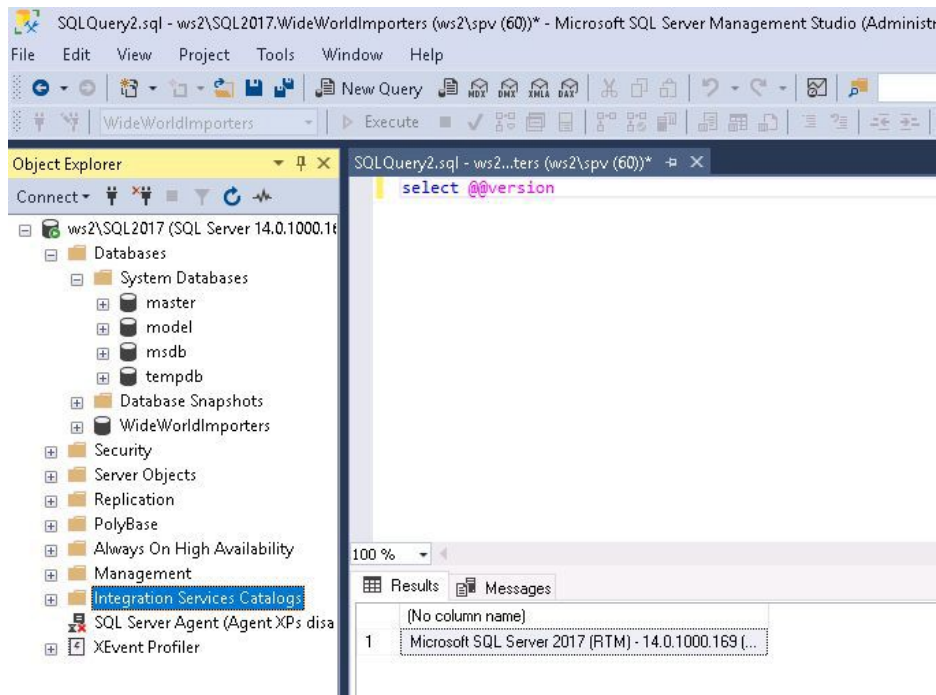 SQLQuery2.sql - ws2\SQL2017.WideWorldImporters (ws2\spv (60))* - Microsoft SQL Server Management Studio (Administr
File Edit View Project Tools Window Help
New Query MDX DMX XMLA DAX
WideWorldImporters Execute
Object Explorer
Connect
ws2\SQL2017 (SQL Server 14.0.1000.16
Databases
System Databases
master
model
msdb
tempdb
Database Snapshots
WideWorldImporters
Security
Server Objects
Replication
PolyBase
Always On High Availability
Management
Integration Services Catalogs
SQL Server Agent (Agent XPs disa
XEvent Profiler
SQLQuery2.sql - ws2...ters (ws2\spv (60))*
select @@version
100 %
Results Messages
(No column name)
1 Microsoft SQL Server 2017 (RTM) - 14.0.1000.169 (...